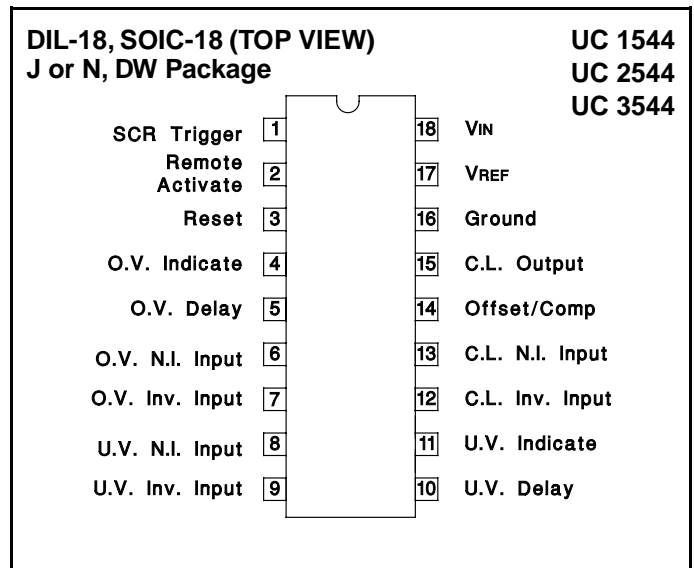 DIL-18, SOIC-18 (TOP VIEW)
J or N, DW Package
UC 1544
UC 2544
UC 3544
SCR Trigger 1
Remote
Activate 2
Reset 3
O.V. Indicate 4
O.V. Delay 5
O.V. N.I. Input 6
O.V. Inv. Input 7
U.V. N.I. Input 8
U.V. Inv. Input 9
18 VIN
17 VREF
16 Ground
15 C.L. Output
14 Offset/Comp
13 C.L. N.I. Input
12 C.L. Inv. Input
11 U.V. Indicate
10 U.V. Delay